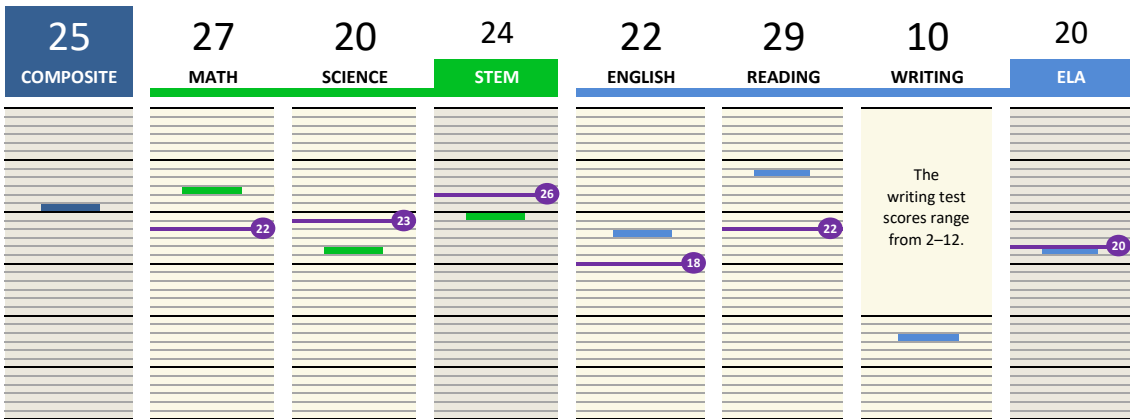 25 27 20 24 22 29 10 20
COMPOSITE MATH SCIENCE STEM ENGLISH READING WRITING ELA
26
23
22
22
20
18
The
writing test
scores range
from 2–12.